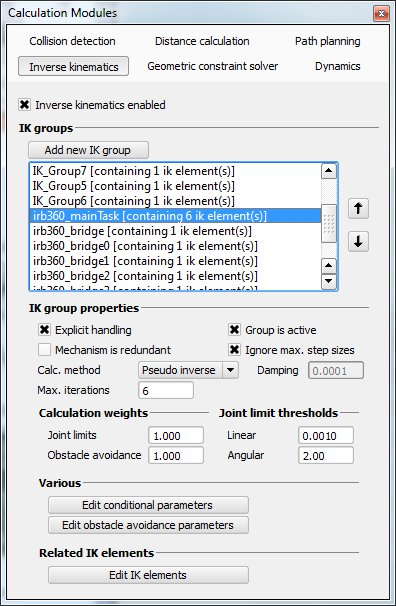 Calculation Modules
Collision detection Distance calculation Path planning
Inverse kinematics Geometric constraint solver Dynamics
Inverse kinematics enabled
IK groups
Add new IK group
IK_Group7 [containing 1 ik element(s)]
IK_Group5 [containing 1 ik element(s)]
IK_Group6 [containing 1 ik element(s)]
irb360_mainTask [containing 6 ik element(s)]
irb360_bridge [containing 1 ik element(s)]
irb360_bridge0 [containing 1 ik element(s)]
irb360_bridge1 [containing 1 ik element(s)]
irb360_bridge2 [containing 1 ik element(s)]
irb360_bridge3 [containing 1 ik element(s)]
IK group properties
Explicit handling Group is active
Mechanism is redundant Ignore max. step sizes
Calc. method Pseudo inverse Damping 0.0001
Max. iterations 6
Calculation weights Joint limit thresholds
Joint limits 1.000 Linear 0.0010
Obstacle avoidance 1.000 Angular 2.00
Various
Edit conditional parameters
Edit obstacle avoidance parameters
Related IK elements
Edit IK elements